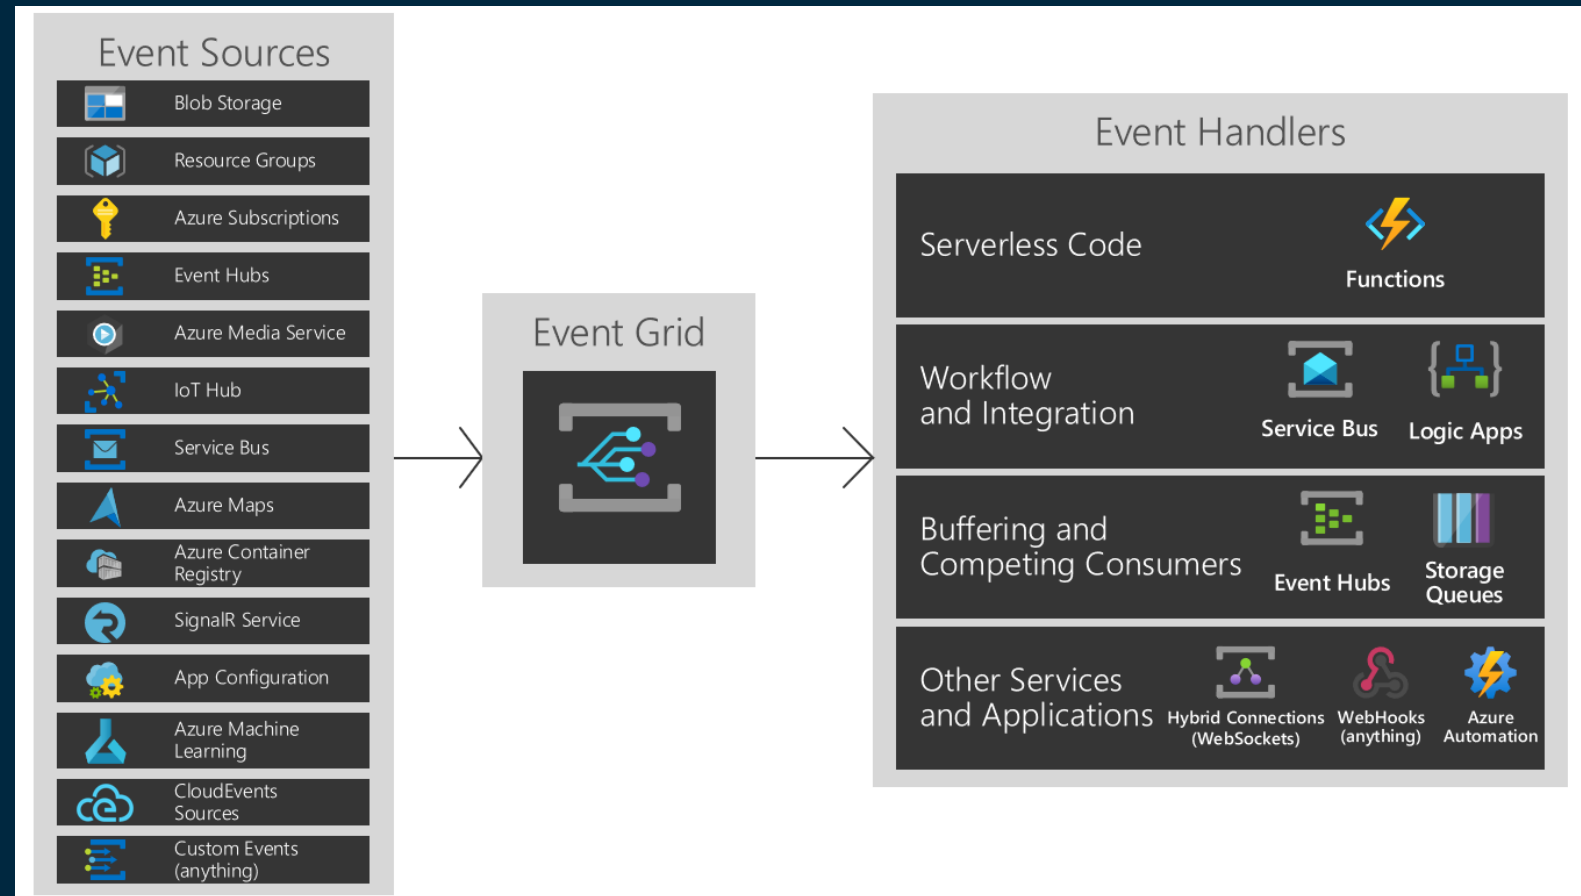 Event Sources
Blob Storage
Resource Groups
Azure Subscriptions
Event Hubs
Azure Media Service
IoT Hub
Service Bus
Azure Maps
Azure Container
Registry
SignalR Service
App Configuration
Azure Machine
Learning
CloudEvents
Sources
Custom Events
(anything)
Event Grid
Event Handlers
Serverless Code
Functions
Workflow
and Integration
Service Bus
Logic Apps
Buffering and
Competing Consumers
Event Hubs
Storage
Queues
Other Services
and Applications
Hybrid Connections
(WebSockets)
WebHooks
(anything)
Azure
Automation